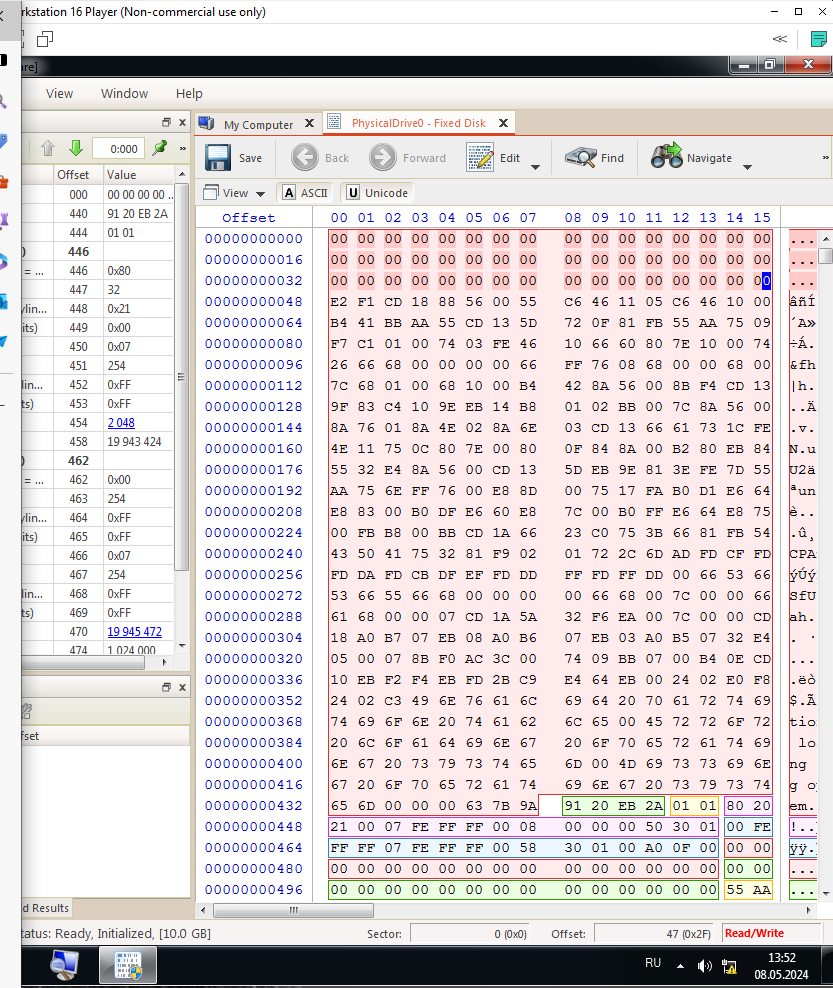 rkstation 16 Player (Non-commercial use only)
are]
View Window Help
My Computer PhysicalDrive0 - Fixed Disk
0:000 Save Back Forward Edit Find Navigate
Offset Value View ASCII Unicode
000 00 00 00 00 ...
440 91 20 EB 2A
444 01 01
446
= ... 446 0x80
447 32
ylin... 448 0x21
its) 449 0x00
450 0x07
451 254
lin... 452 0xFF
ts) 453 0xFF
454 2 048
458 19 943 424
462
= ... 462 0x00
463 254
ylin... 464 0xFF
its) 465 0xFF
466 0x07
467 254
lin... 468 0xFF
ts) 469 0xFF
470 19 945 472
474 1 024 000
fset
d Results
Offset 00 01 02 03 04 05 06 07 08 09 10 11 12 13 14 15
00000000000 00 00 00 00 00 00 00 00 00 00 00 00 00 00 00 00 ...
00000000016 00 00 00 00 00 00 00 00 00 00 00 00 00 00 00 00 ...
00000000032 00 00 00 00 00 00 00 00 00 00 00 00 00 00 00 00 ...
00000000048 E2 F1 CD 18 88 56 00 55 C6 46 11 05 C6 46 10 00 âñÍ
00000000064 B4 41 BB AA 55 CD 13 5D 72 0F 81 FB 55 AA 75 09 ´A»
00000000080 F7 C1 01 00 74 03 FE 46 10 66 60 80 7E 10 00 74 ÷Á.
00000000096 26 66 68 00 00 00 00 66 FF 76 08 68 00 00 68 00 &fh
00000000112 7C 68 01 00 68 10 00 B4 42 8A 56 00 8B F4 CD 13 |h.
00000000128 9F 83 C4 10 9E EB 14 B8 01 02 BB 00 7C 8A 56 00 ..Ä
00000000144 8A 76 01 8A 4E 02 8A 6E 03 CD 13 66 61 73 1C FE .v.
00000000160 4E 11 75 0C 80 7E 00 80 0F 84 8A 00 B2 80 EB 84 N.u
00000000176 55 32 E4 8A 56 00 CD 13 5D EB 9E 81 3E FE 7D 55 U2ä
00000000192 AA 75 6E FF 76 00 E8 8D 00 75 17 FA B0 D1 E6 64 ªun
00000000208 E8 83 00 B0 DF E6 60 E8 7C 00 B0 FF E6 64 E8 75 è..
00000000224 00 FB B8 00 BB CD 1A 66 23 C0 75 3B 66 81 FB 54 .û¸
00000000240 43 50 41 75 32 81 F9 02 01 72 2C 6D AD FD CF FD CPA
00000000256 FD DA FD CB DF EF FD DD FF FD FF DD 00 66 53 66 ýÚý
00000000272 53 66 55 66 68 00 00 00 00 66 68 00 7C 00 00 66 SfU
00000000288 61 68 00 00 07 CD 1A 5A 32 F6 EA 00 7C 00 00 CD ah.
00000000304 18 A0 B7 07 EB 08 A0 B6 07 EB 03 A0 B5 07 32 E4 . ·
00000000320 05 00 07 8B F0 AC 3C 00 74 09 BB 07 00 B4 0E CD ...
00000000336 10 EB F2 F4 EB FD 2B C9 E4 64 EB 00 24 02 E0 F8 .ëò
00000000352 24 02 C3 49 6E 76 61 6C 69 64 20 70 61 72 74 69 $.Ã
00000000368 74 69 6F 6E 20 74 61 62 6C 65 00 45 72 72 6F 72 tion
00000000384 20 6C 6F 61 64 69 6E 67 20 6F 70 65 72 61 74 69 lo
00000000400 6E 67 20 73 79 73 74 65 6D 00 4D 69 73 73 69 6E ng
00000000416 67 20 6F 70 65 72 61 74 69 6E 67 20 73 79 73 74 g op
00000000432 65 6D 00 00 00 63 7B 9A 91 20 EB 2A 01 01 80 20 em.
00000000448 21 00 07 FE FF FF 00 08 00 00 00 50 30 01 00 FE !..
00000000464 FF FF 07 FE FF FF 00 58 30 01 00 A0 0F 00 00 00 ÿÿ.
00000000480 00 00 00 00 00 00 00 00 00 00 00 00 00 00 00 00 ...
00000000496 00 00 00 00 00 00 00 00 00 00 00 00 00 00 55 AA ...
tatus: Ready, Initialized, [10.0 GB] Sector: 0 (0x0) Offset: 47 (0x2F) Read/Write
RU 13:52
08.05.2024